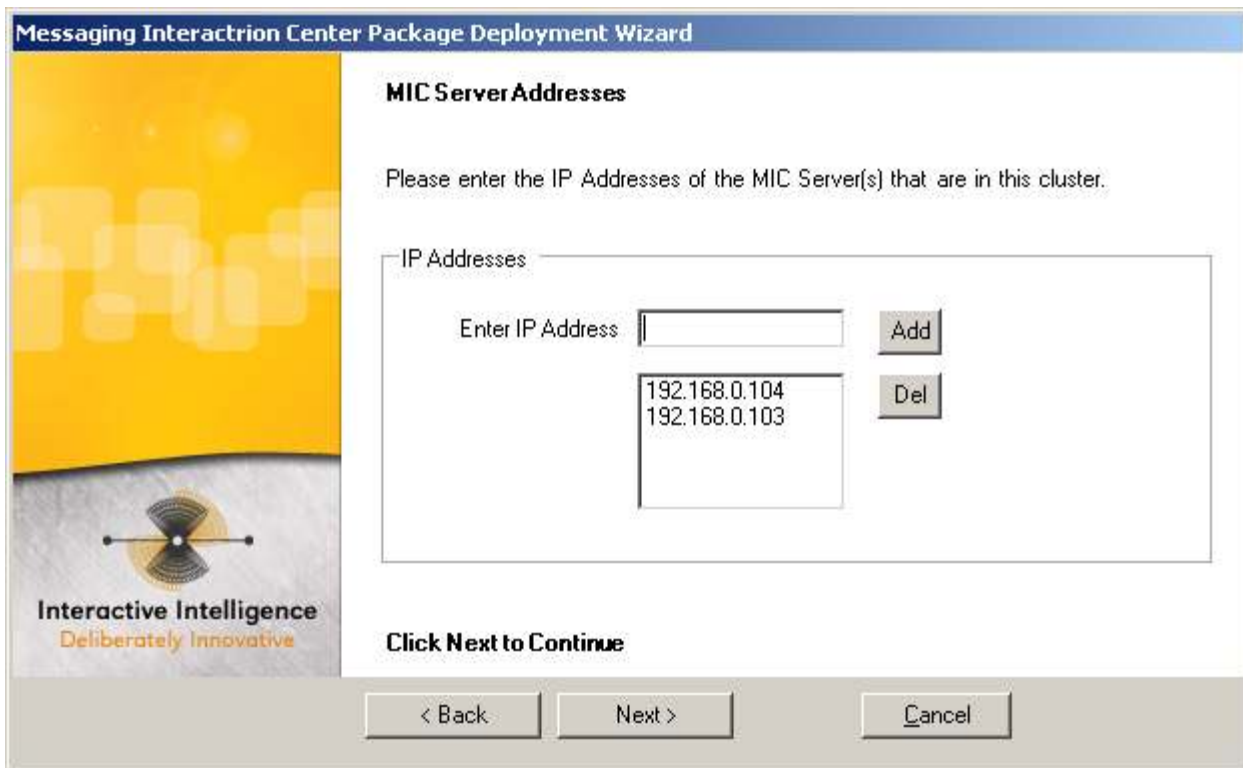 Messaging Interactrion Center Package Deployment Wizard
MIC Server Addresses
Please enter the IP Addresses of the MIC Server(s) that are in this cluster.
IP Addresses
Enter IP Address
Add
192.168.0.104
192.168.0.103
Del
Interactive Intelligence
Deliberately Innovative
Click Next to Continue
< Back
Next >
Cancel